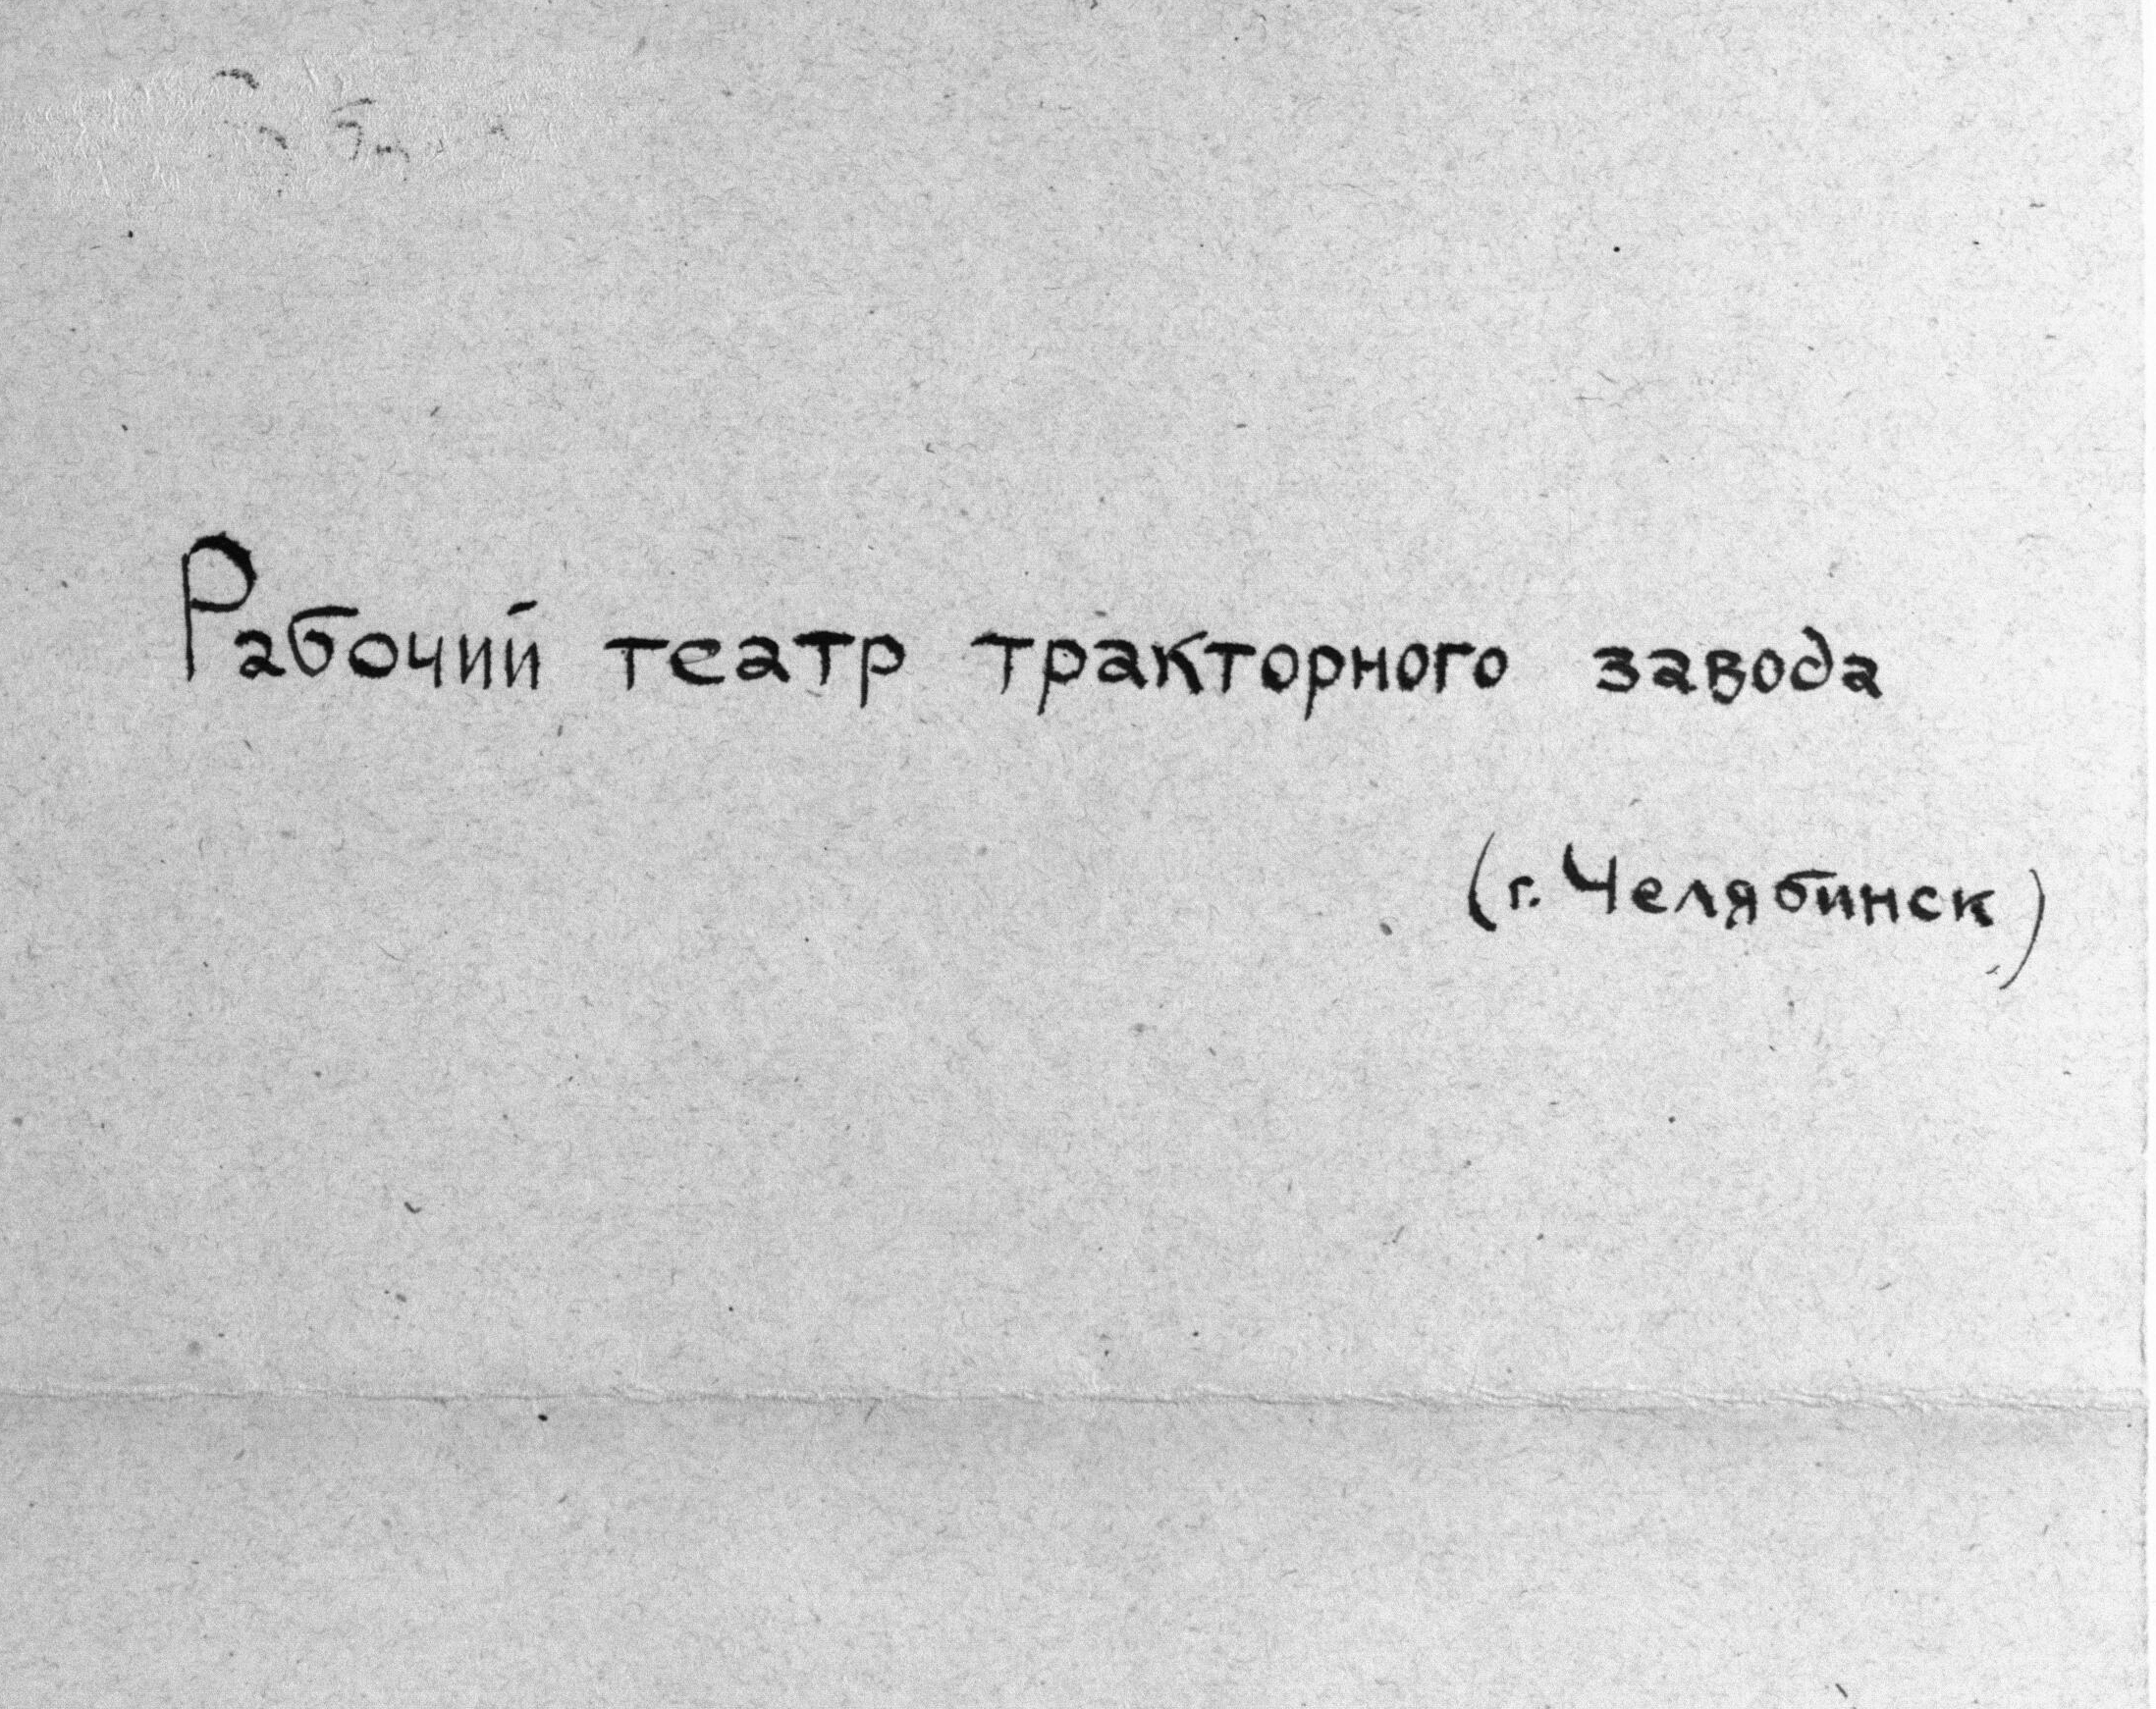 Рабочий театр тракторного завода
(г. Челябинск)